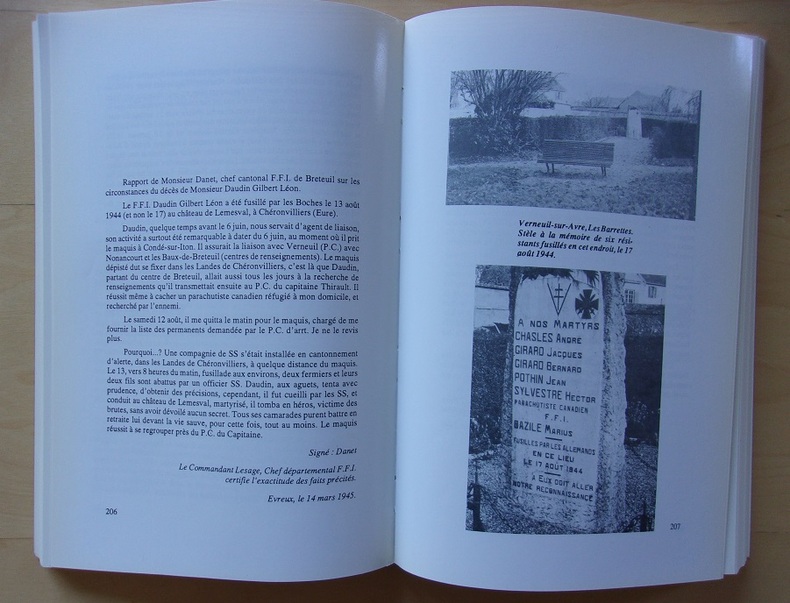 Rapport de Monsieur Danet, chef cantonal F.F.I. de Breteuil sur les
circonstances du décès de Monsieur Daudin Gilbert Léon.
Le F.F.I. Daudin Gilbert Léon a été fusillé par les Boches le 13 août
1944 (et non le 17) au château de Lemesval, à Chéronvilliers (Eure).
Daudin, quelque temps avant le 6 juin, nous servait d'agent de liaison,
son activité a surtout été remarquable à dater du 6 juin, au moment où il prit
le maquis à Condé-sur-Iton. Il assurait la liaison avec Verneuil (P.C.) avec
Nonancourt et les Baux-de-Breteuil (centres de renseignements). Le maquis
dépisté dut se fixer dans les Landes de Chéronvilliers, c'est là que Daudin,
partant du centre de Breteuil, allait aussi tous les jours à la recherche de
renseignements qu'il transmettait ensuite au P.C. du capitaine Thirault. Il
réussit même à cacher un parachutiste canadien réfugié à mon domicile, et
recherché par l'ennemi.
Le samedi 12 août, il me quitta le matin pour le maquis, chargé de me
fournir la liste des permanents demandée par le P.C. d'arrt. Je ne le revis
plus.
Pourquoi...? Une compagnie de SS s'était installée en cantonnement
d'alerte, dans les Landes de Chéronvilliers, à quelque distance du maquis.
Le 13, vers 8 heures du matin, fusillade aux environs, deux fermiers et leurs
deux fils sont abattus par un officier SS. Daudin, aux aguets, tenta avec
prudence, d'obtenir des précisions, cependant, il fut cueilli par les SS, et
conduit au château de Lemesval, martyrisé, il tomba en héros, victime des
brutes, sans avoir dévoilé aucun secret. Tous ses camarades purent battre en
retraite lui devant la vie sauve, pour cette fois, tout au moins. Le maquis
réussit à se regrouper près du P.C. du Capitaine.
Signé : Danet
Le Commandant Lesage, Chef départemental F.F.I.
certifie l'exactitude des faits précités.
Evreux, le 14 mars 1945.
206
Verneuil-sur-Avre, Les Barrettes.
Stèle à la mémoire de six rési-
stants fusillés en cet endroit, le 17
août 1944.
A NOS MARTYRS
CHASLES ANDRÉ
GIRARD JACQUES
GIRARD BERNARD
POTHIN JEAN
SYLVESTRE HECTOR
PARACHUTISTE CANADIEN
F.F.I.
BAZILE MARIUS
FUSILLÉS PAR LES ALLEMANDS
EN CE LIEU
LE 17 AOÛT 1944
À EUX DOIT ALLER
NOTRE RECONNAISSANCE
207